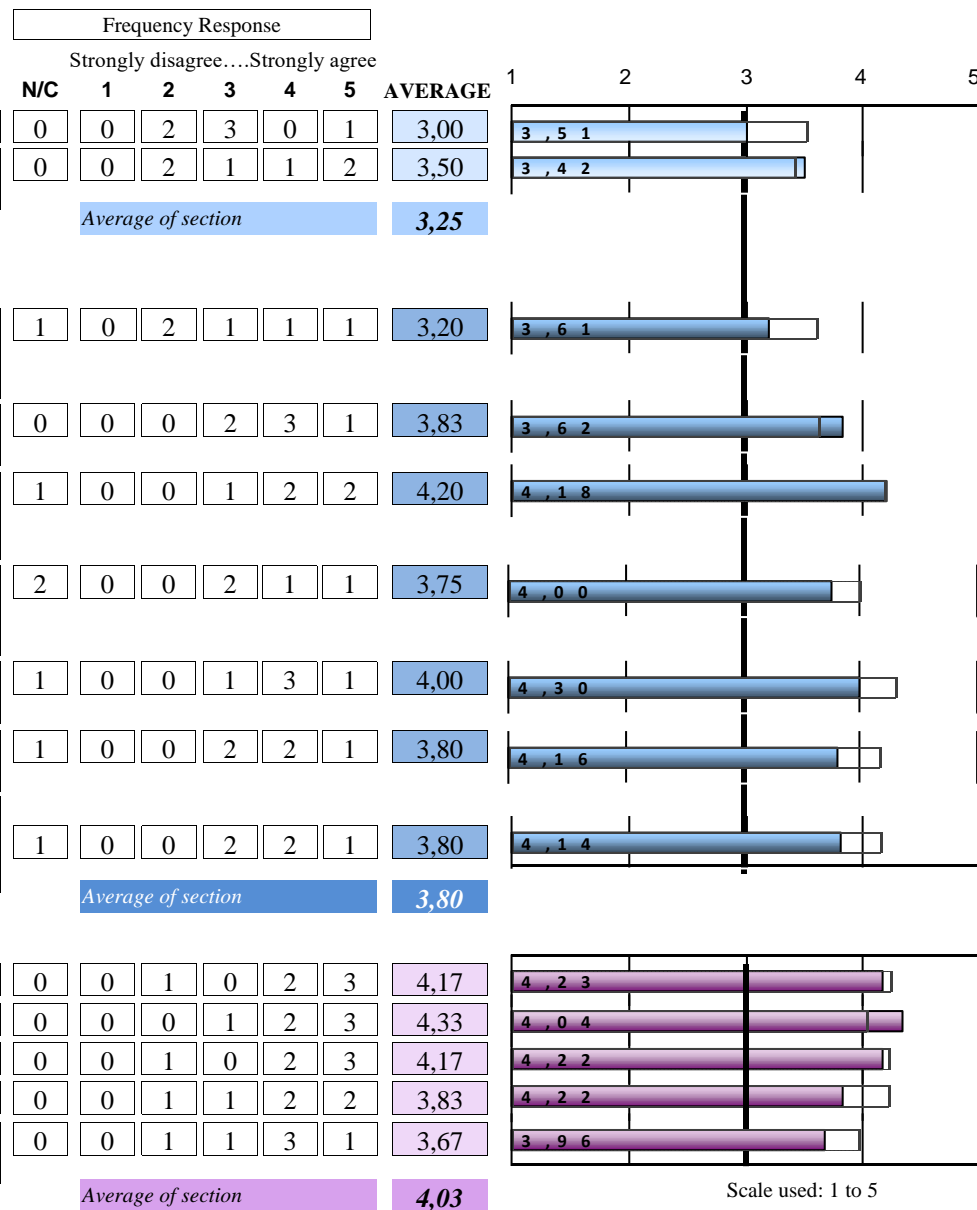 Frequency Response
Strongly disagree….Strongly agree
N/C 1 2 3 4 5 AVERAGE 1 2 3 4 5
0 0 2 3 0 1 3,00 3,51
0 0 2 1 1 2 3,50 3,42
Average of section 3,25
1 0 2 1 1 1 3,20 3,61
0 0 0 2 3 1 3,83 3,62
1 0 0 1 2 2 4,20 4,18
2 0 0 2 1 1 3,75 4,00
1 0 0 1 3 1 4,00 4,30
1 0 0 2 2 1 3,80 4,16
1 0 0 2 2 1 3,80 4,14
Average of section 3,80
0 0 1 0 2 3 4,17 4,23
0 0 0 1 2 3 4,33 4,04
0 0 1 0 2 3 4,17 4,22
0 0 1 1 2 2 3,83 4,22
0 0 1 1 3 1 3,67 3,96
Average of section 4,03 Scale used: 1 to 5